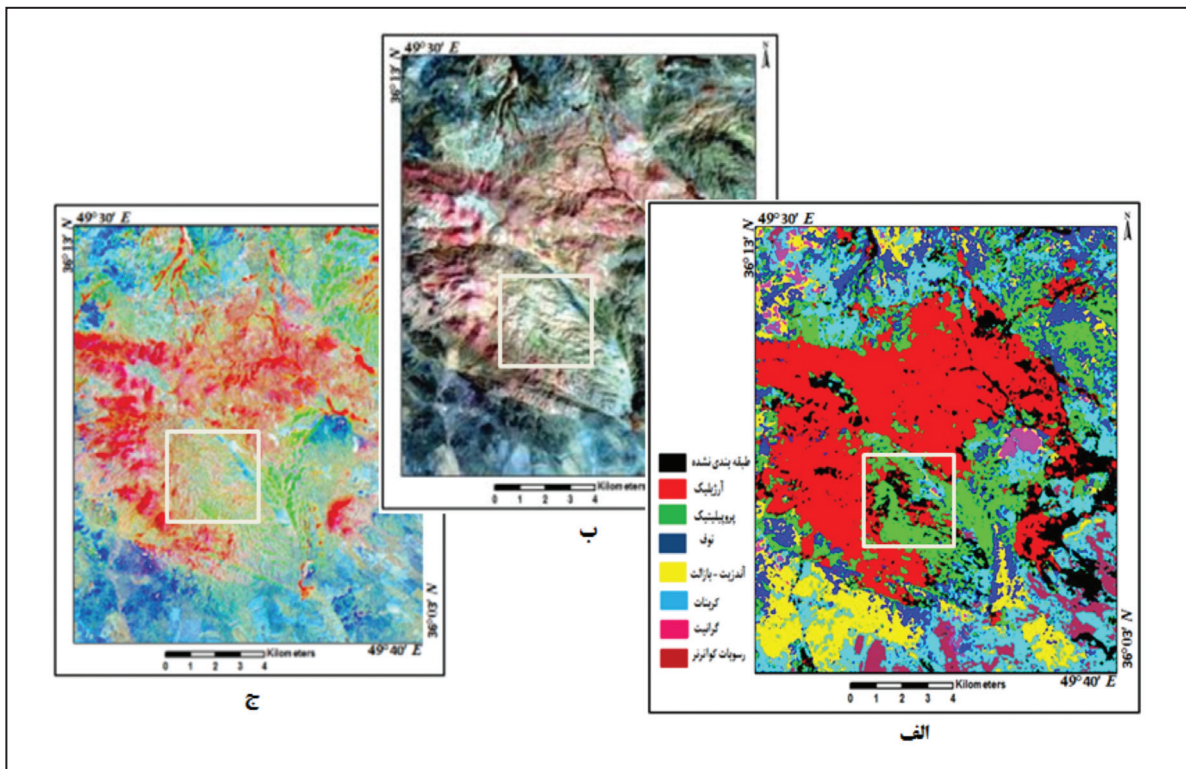 49°30′ E
N
36°13′ N
طبقه بندی نشده
آرژیلیک
پروپیلیتیک
توف
آندزیت - بازالت
کربنات
گرانیت
رسوبات کواترنر
36°03′ N
49°40′ E
Kilometers
0 1 2 3 4
الف
49°30′ E
N
36°13′ N
Kilometers
0 1 2 3 4
ب
49°30′ E
36°13′ N
36°03′ N
49°40′ E
Kilometers
0 1 2 3 4
ج